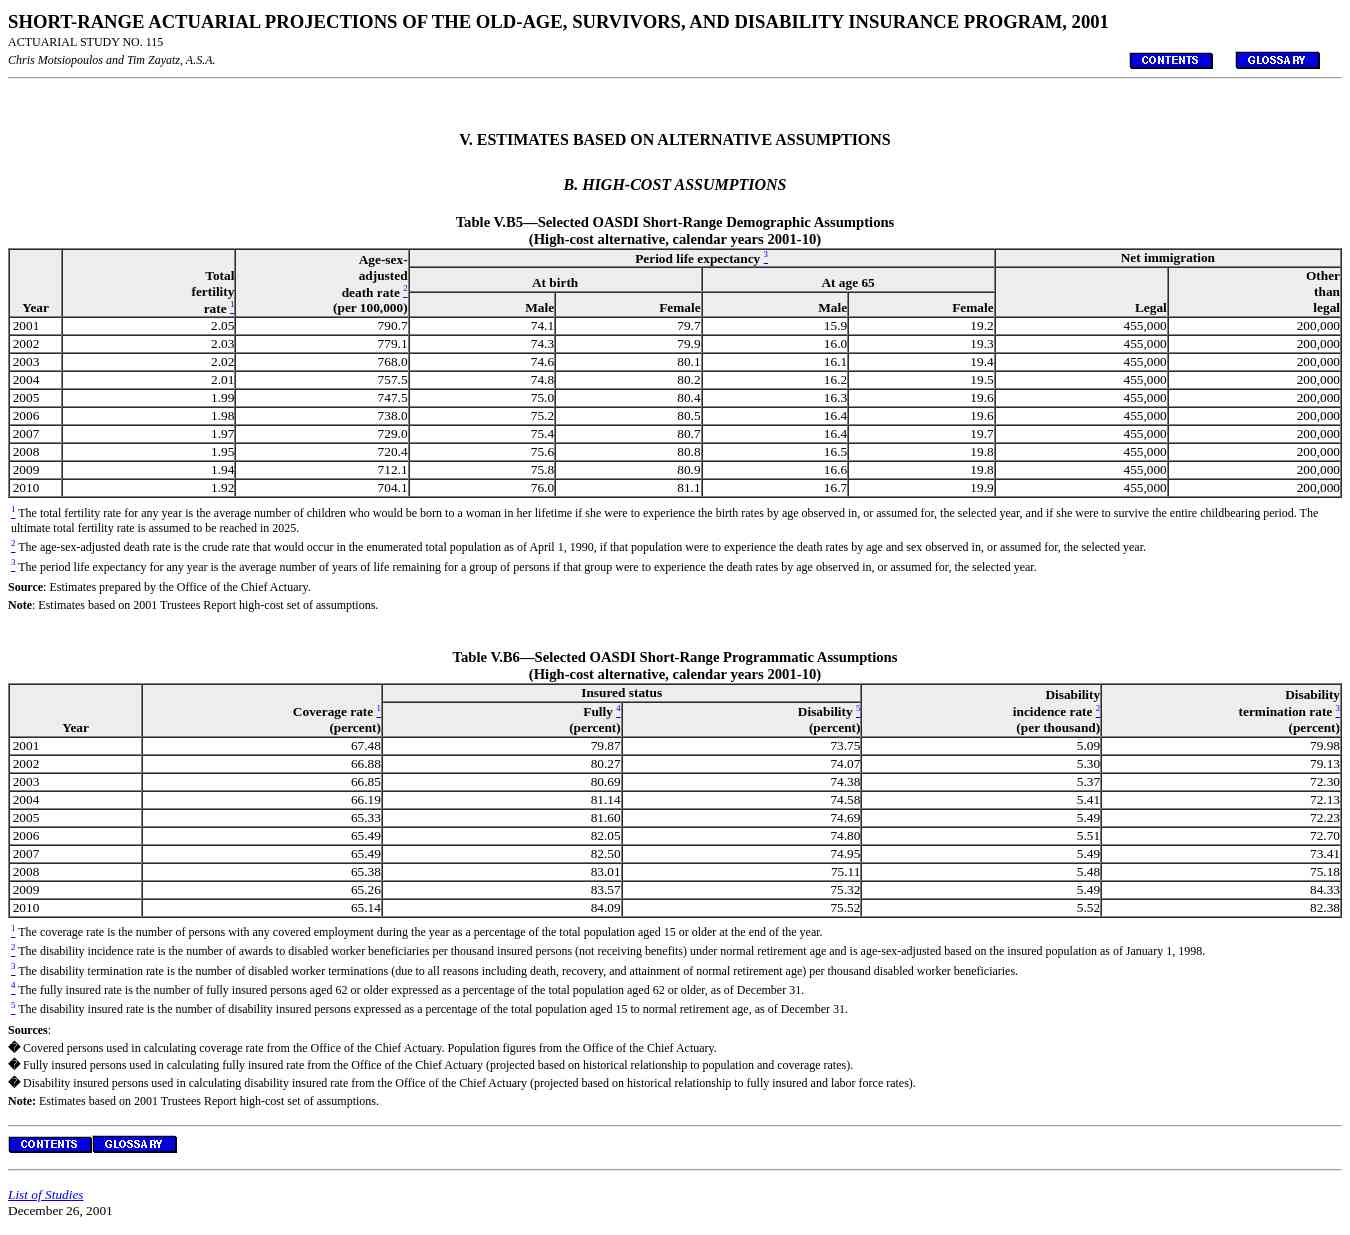 SHORT-RANGE ACTUARIAL PROJECTIONS OF THE OLD-AGE, SURVIVORS, AND DISABILITY INSURANCE PROGRAM, 2001
ACTUARIAL STUDY NO. 115
Chris Motsiopoulos and Tim Zayatz, A.S.A.
CONTENTS GLOSSARY
V. ESTIMATES BASED ON ALTERNATIVE ASSUMPTIONS
B. HIGH-COST ASSUMPTIONS
Table V.B5—Selected OASDI Short-Range Demographic Assumptions
(High-cost alternative, calendar years 2001-10)
Year Total fertility rate 1 Age-sex-adjusted death rate 2 (per 100,000) Period life expectancy 3 Net immigration
At birth At age 65 Legal Other than legal
Male Female Male Female
2001 2.05 790.7 74.1 79.7 15.9 19.2 455,000 200,000
2002 2.03 779.1 74.3 79.9 16.0 19.3 455,000 200,000
2003 2.02 768.0 74.6 80.1 16.1 19.4 455,000 200,000
2004 2.01 757.5 74.8 80.2 16.2 19.5 455,000 200,000
2005 1.99 747.5 75.0 80.4 16.3 19.6 455,000 200,000
2006 1.98 738.0 75.2 80.5 16.4 19.6 455,000 200,000
2007 1.97 729.0 75.4 80.7 16.4 19.7 455,000 200,000
2008 1.95 720.4 75.6 80.8 16.5 19.8 455,000 200,000
2009 1.94 712.1 75.8 80.9 16.6 19.8 455,000 200,000
2010 1.92 704.1 76.0 81.1 16.7 19.9 455,000 200,000
1 The total fertility rate for any year is the average number of children who would be born to a woman in her lifetime if she were to experience the birth rates by age observed in, or assumed for, the selected year, and if she were to survive the entire childbearing period. The
ultimate total fertility rate is assumed to be reached in 2025.
2 The age-sex-adjusted death rate is the crude rate that would occur in the enumerated total population as of April 1, 1990, if that population were to experience the death rates by age and sex observed in, or assumed for, the selected year.
3 The period life expectancy for any year is the average number of years of life remaining for a group of persons if that group were to experience the death rates by age observed in, or assumed for, the selected year.
Source: Estimates prepared by the Office of the Chief Actuary.
Note: Estimates based on 2001 Trustees Report high-cost set of assumptions.
Table V.B6—Selected OASDI Short-Range Programmatic Assumptions
(High-cost alternative, calendar years 2001-10)
Year Coverage rate 1 (percent) Insured status Disability incidence rate 2 (per thousand) Disability termination rate 3 (percent)
Fully 4 (percent) Disability 5 (percent)
2001 67.48 79.87 73.75 5.09 79.98
2002 66.88 80.27 74.07 5.30 79.13
2003 66.85 80.69 74.38 5.37 72.30
2004 66.19 81.14 74.58 5.41 72.13
2005 65.33 81.60 74.69 5.49 72.23
2006 65.49 82.05 74.80 5.51 72.70
2007 65.49 82.50 74.95 5.49 73.41
2008 65.38 83.01 75.11 5.48 75.18
2009 65.26 83.57 75.32 5.49 84.33
2010 65.14 84.09 75.52 5.52 82.38
1 The coverage rate is the number of persons with any covered employment during the year as a percentage of the total population aged 15 or older at the end of the year.
2 The disability incidence rate is the number of awards to disabled worker beneficiaries per thousand insured persons (not receiving benefits) under normal retirement age and is age-sex-adjusted based on the insured population as of January 1, 1998.
3 The disability termination rate is the number of disabled worker terminations (due to all reasons including death, recovery, and attainment of normal retirement age) per thousand disabled worker beneficiaries.
4 The fully insured rate is the number of fully insured persons aged 62 or older expressed as a percentage of the total population aged 62 or older, as of December 31.
5 The disability insured rate is the number of disability insured persons expressed as a percentage of the total population aged 15 to normal retirement age, as of December 31.
Sources:
� Covered persons used in calculating coverage rate from the Office of the Chief Actuary. Population figures from the Office of the Chief Actuary.
� Fully insured persons used in calculating fully insured rate from the Office of the Chief Actuary (projected based on historical relationship to population and coverage rates).
� Disability insured persons used in calculating disability insured rate from the Office of the Chief Actuary (projected based on historical relationship to fully insured and labor force rates).
Note: Estimates based on 2001 Trustees Report high-cost set of assumptions.
CONTENTS GLOSSARY
List of Studies
December 26, 2001